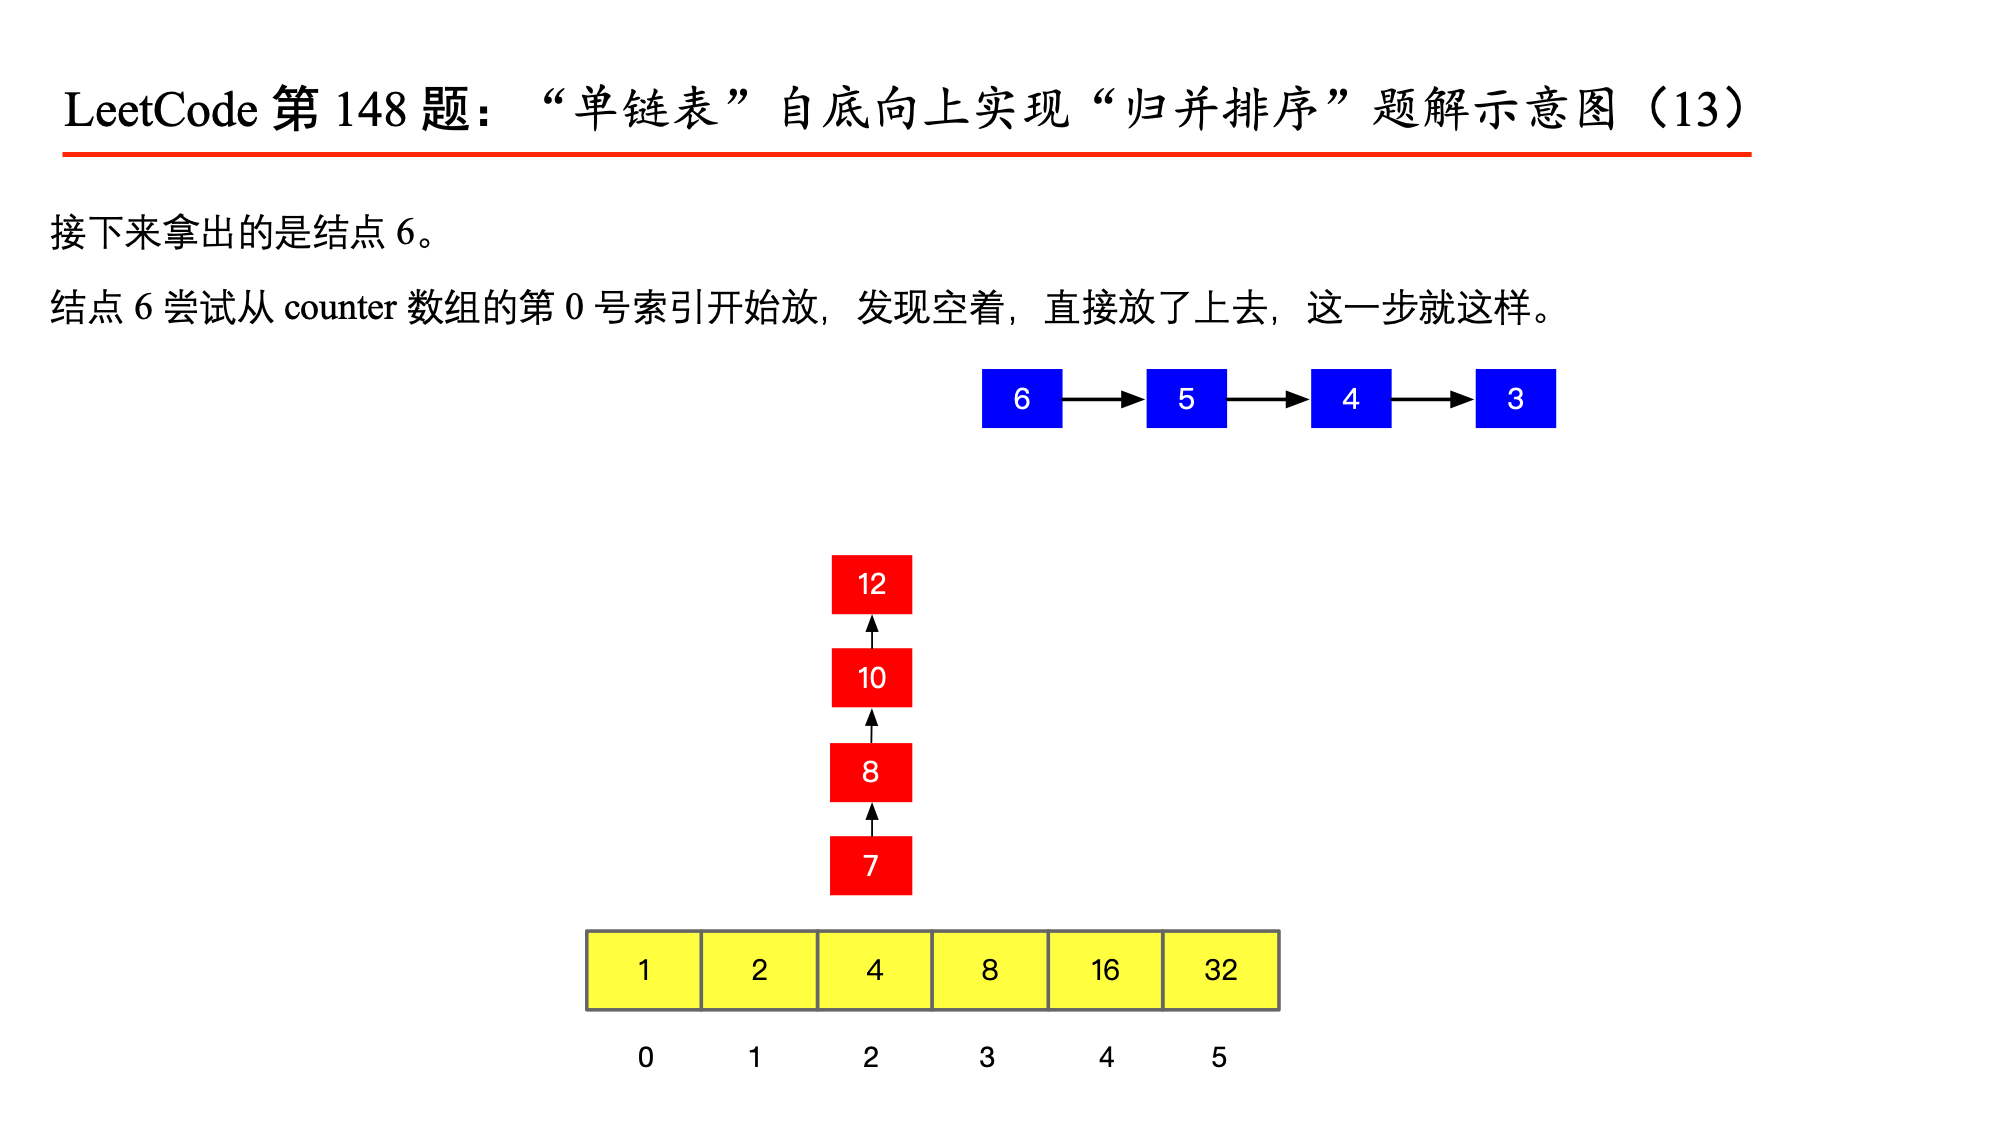 LeetCode 第 148 题：“单链表”自底向上实现“归并排序”题解示意图（13）
接下来拿出的是结点 6。
结点 6 尝试从 counter 数组的第 0 号索引开始放，发现空着，直接放了上去，这一步就这样。
6 5 4 3
12
10
8
7
1 2 4 8 16 32
0 1 2 3 4 5